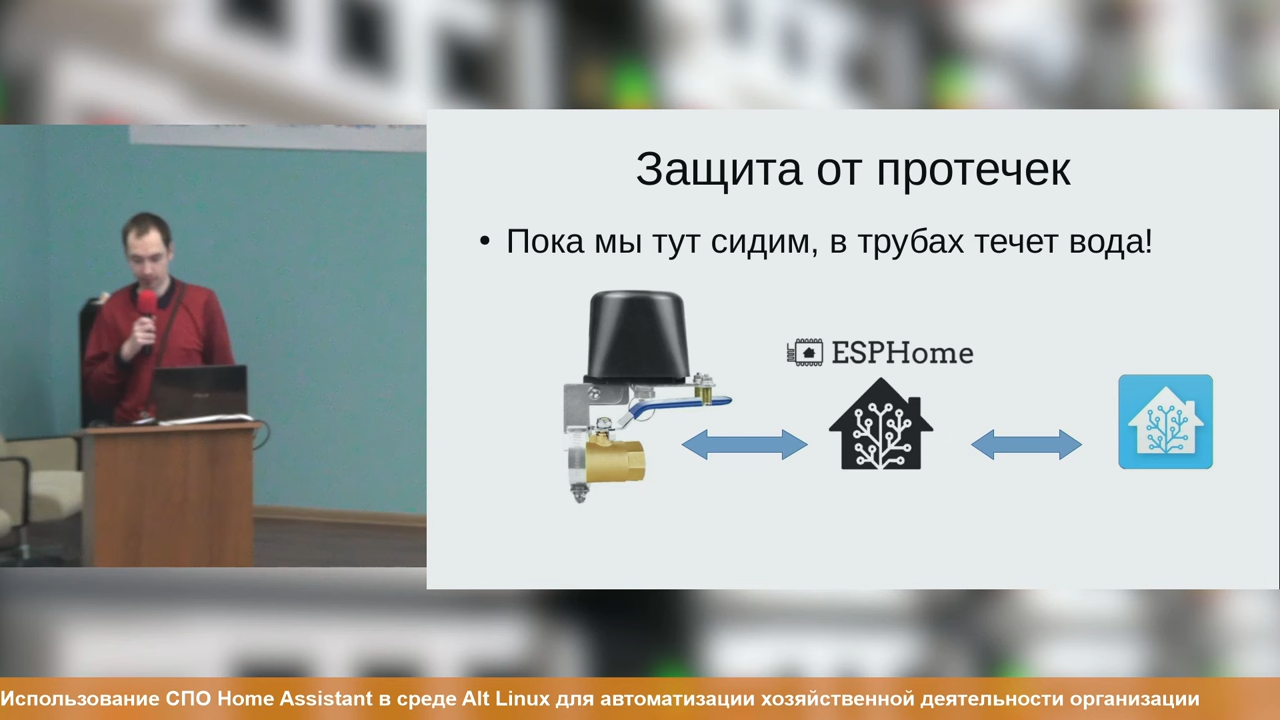 Защита от протечек
• Пока мы тут сидим, в трубах течет вода!
ESPHome
Использование СПО Home Assistant в среде Alt Linux для автоматизации хозяйственной деятельности организации